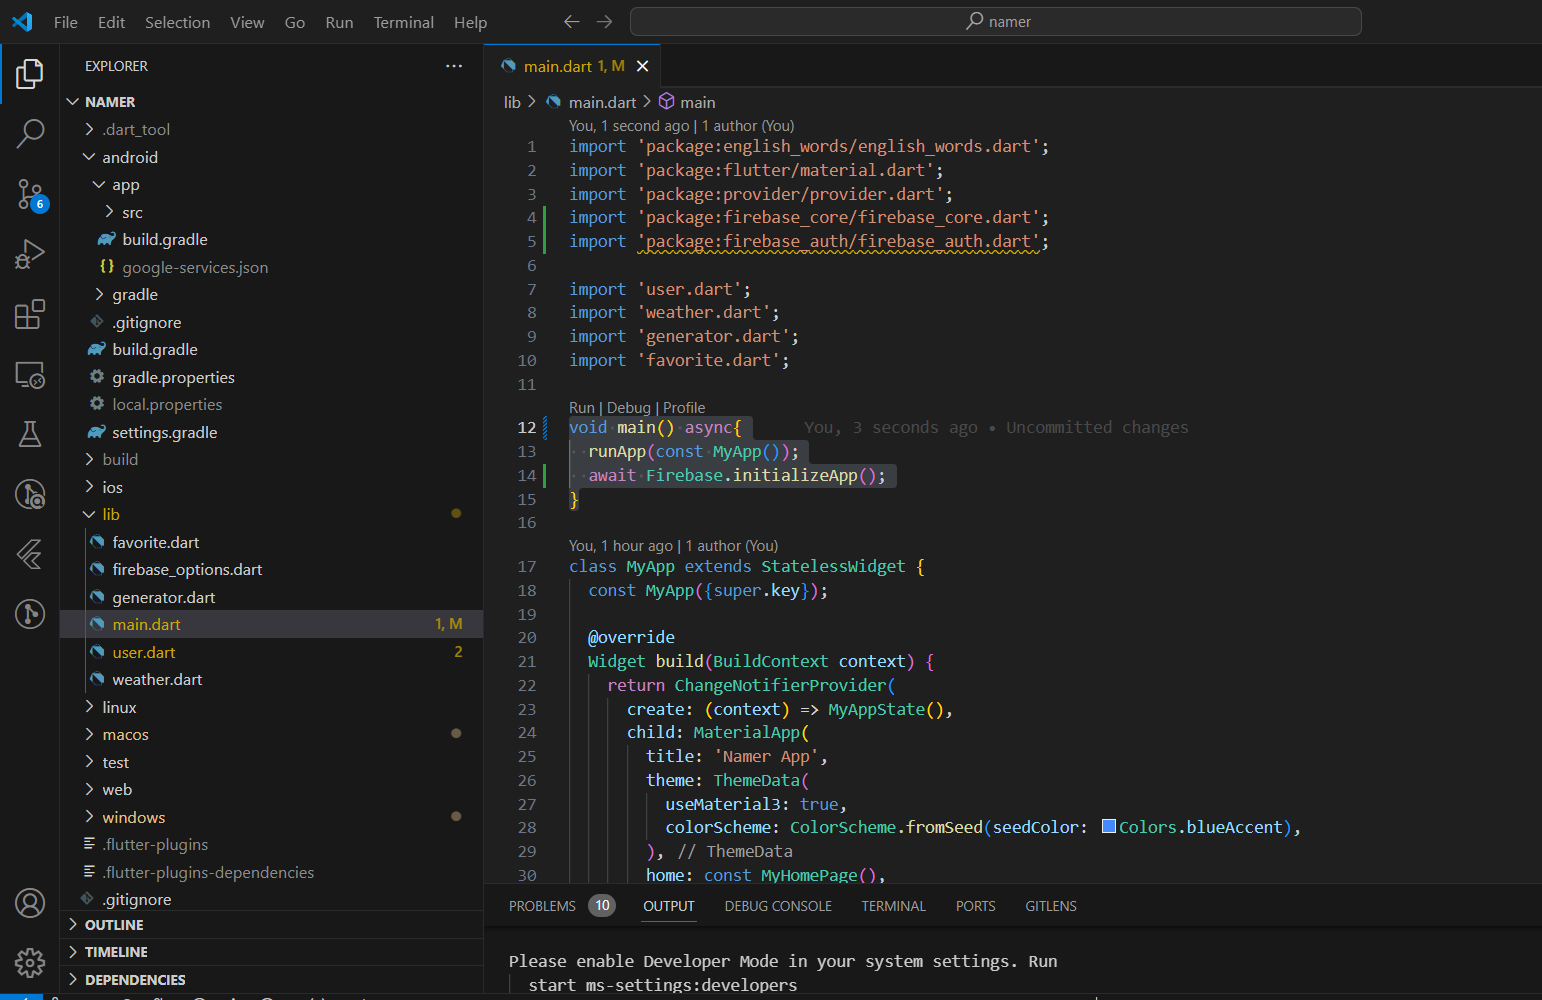 File Edit Selection View Go Run Terminal Help
namer
EXPLORER
NAMER
.dart_tool
android
app
src
build.gradle
google-services.json
gradle
.gitignore
build.gradle
gradle.properties
local.properties
settings.gradle
build
ios
lib
favorite.dart
firebase_options.dart
generator.dart
main.dart 1, M
user.dart 2
weather.dart
linux
macos
test
web
windows
.flutter-plugins
.flutter-plugins-dependencies
.gitignore
OUTLINE
TIMELINE
DEPENDENCIES
6
main.dart 1, M
lib > main.dart > main
You, 1 second ago | 1 author (You)
1 import 'package:english_words/english_words.dart';
2 import 'package:flutter/material.dart';
3 import 'package:provider/provider.dart';
4 import 'package:firebase_core/firebase_core.dart';
5 import 'package:firebase_auth/firebase_auth.dart';
6
7 import 'user.dart';
8 import 'weather.dart';
9 import 'generator.dart';
10 import 'favorite.dart';
11
Run | Debug | Profile
12 void main() async{ You, 3 seconds ago • Uncommitted changes
13 runApp(const MyApp());
14 await Firebase.initializeApp();
15 }
16
You, 1 hour ago | 1 author (You)
17 class MyApp extends StatelessWidget {
18 const MyApp({super.key});
19
20 @override
21 Widget build(BuildContext context) {
22 return ChangeNotifierProvider(
23 create: (context) => MyAppState(),
24 child: MaterialApp(
25 title: 'Namer App',
26 theme: ThemeData(
27 useMaterial3: true,
28 colorScheme: ColorScheme.fromSeed(seedColor: Colors.blueAccent),
29 ), // ThemeData
30 home: const MyHomePage(),
PROBLEMS 10 OUTPUT DEBUG CONSOLE TERMINAL PORTS GITLENS
Please enable Developer Mode in your system settings. Run
start ms-settings:developers